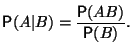 P(A|B) = P(AB) / P(B).